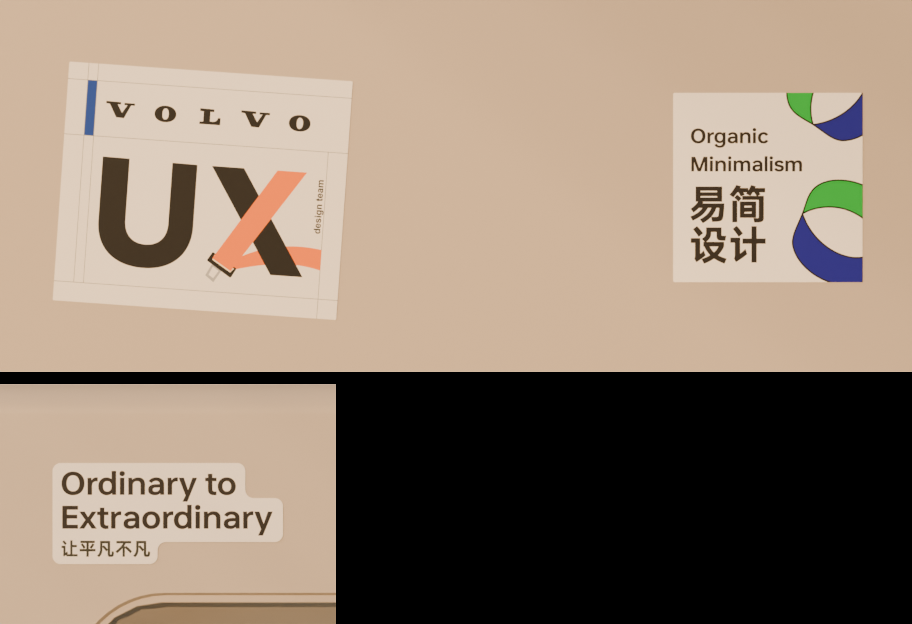 VOLVO
UX
design team
Organic
Minimalism
易简
设计
Ordinary to
Extraordinary
让平凡不凡